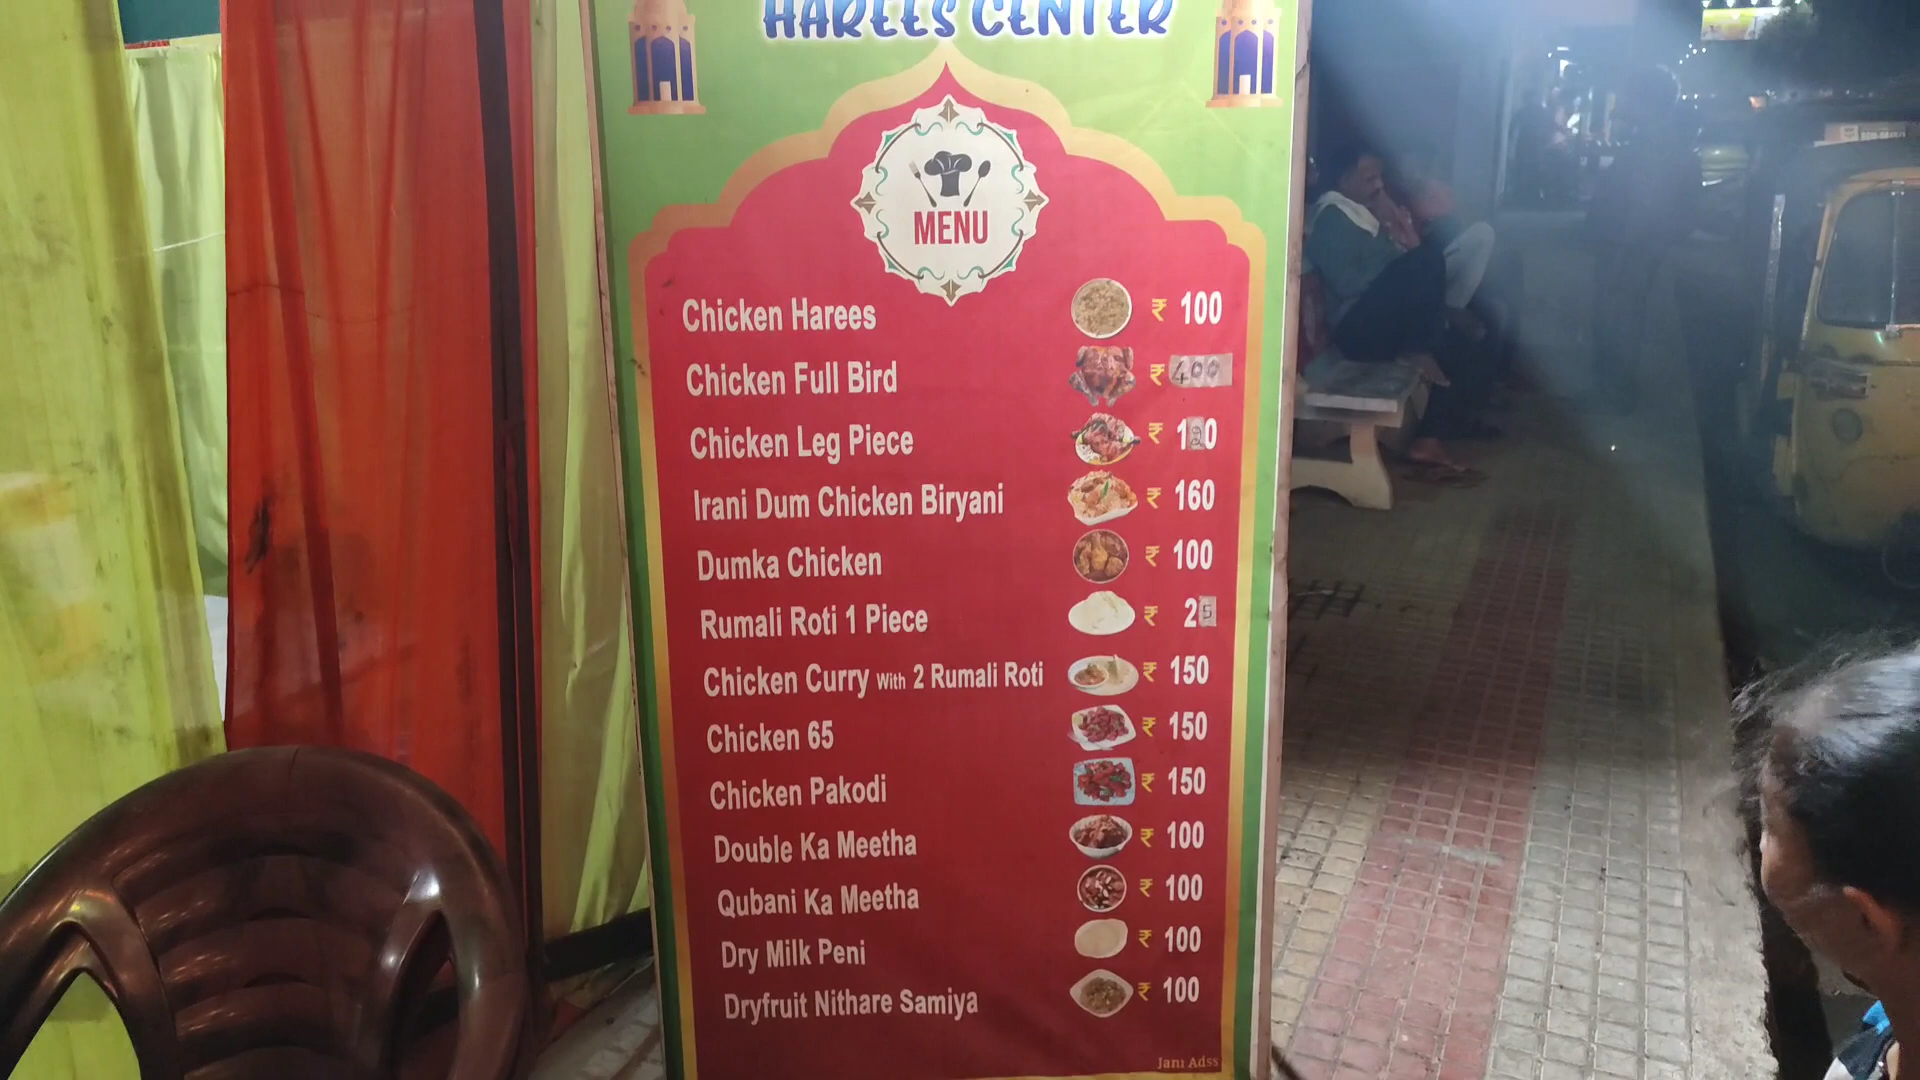 HAREES CENTER
MENU
Chicken Harees ₹ 100
Chicken Full Bird ₹ 400
Chicken Leg Piece ₹ 120
Irani Dum Chicken Biryani ₹ 160
Dumka Chicken ₹ 100
Rumali Roti 1 Piece ₹ 25
Chicken Curry With 2 Rumali Roti ₹ 150
Chicken 65 ₹ 150
Chicken Pakodi ₹ 150
Double Ka Meetha ₹ 100
Qubani Ka Meetha ₹ 100
Dry Milk Peni ₹ 100
Dryfruit Nithare Samiya ₹ 100
Jani Adss